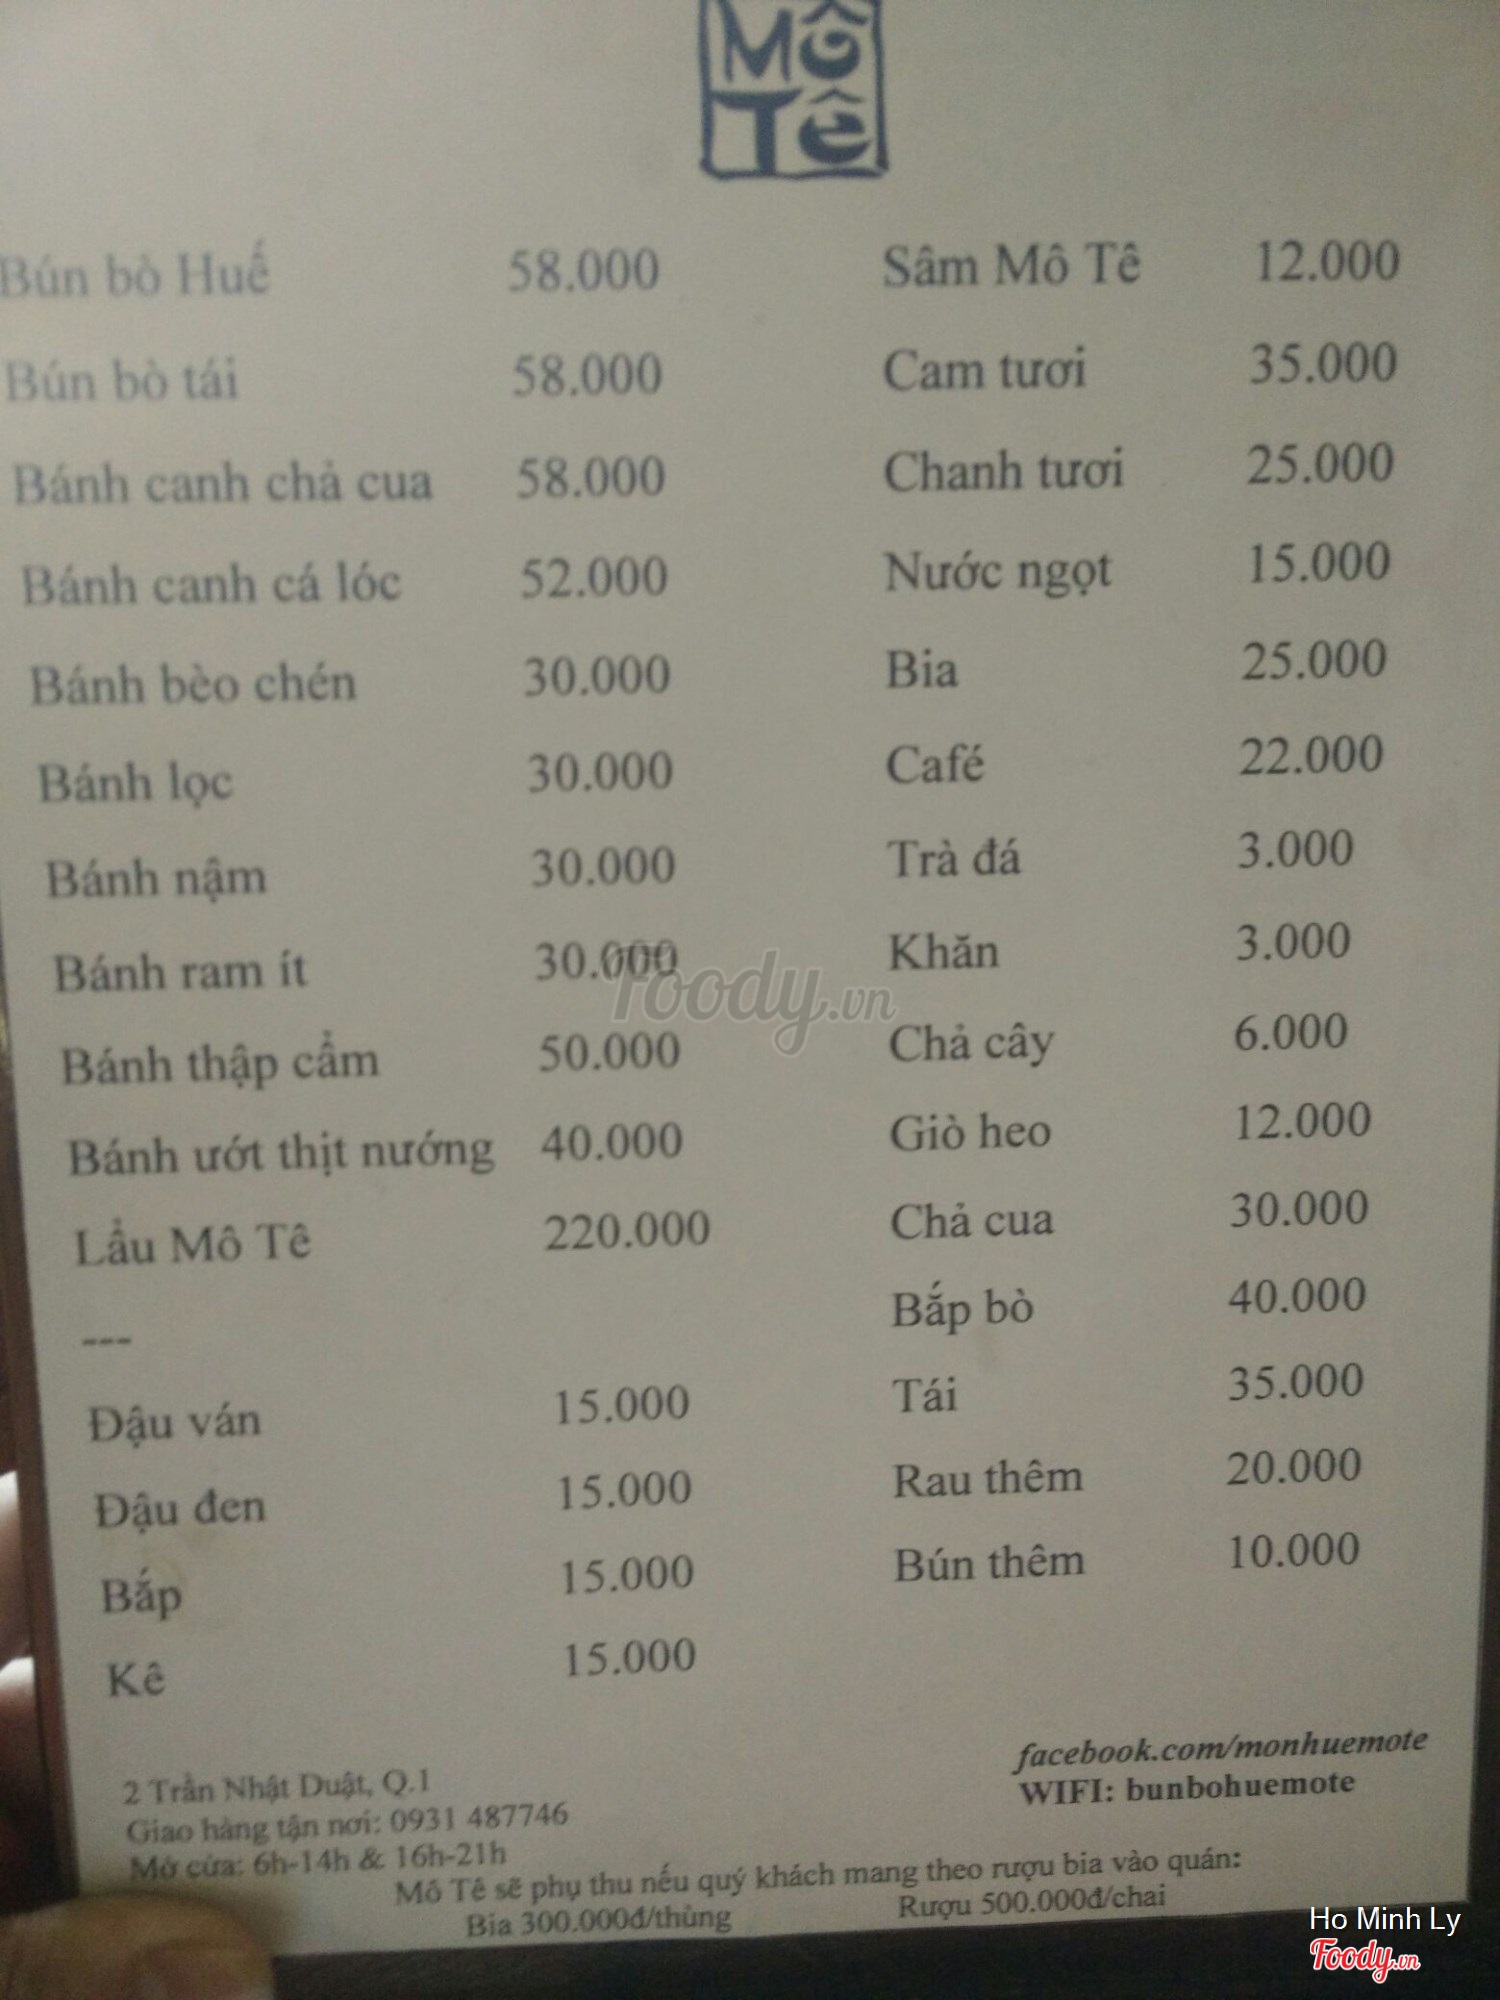 Mô
Tê
Bún bò Huế 58.000
Bún bò tái 58.000
Bánh canh chả cua 58.000
Bánh canh cá lóc 52.000
Bánh bèo chén 30.000
Bánh lọc 30.000
Bánh nậm 30.000
Bánh ram ít 30.000
Bánh thập cẩm 50.000
Bánh ướt thịt nướng 40.000
Lẩu Mô Tê 220.000
---
Đậu ván 15.000
Đậu đen 15.000
Bắp 15.000
Kê 15.000
Sâm Mô Tê 12.000
Cam tươi 35.000
Chanh tươi 25.000
Nước ngọt 15.000
Bia 25.000
Café 22.000
Trà đá 3.000
Khăn 3.000
Chả cây 6.000
Giò heo 12.000
Chả cua 30.000
Bắp bò 40.000
Tái 35.000
Rau thêm 20.000
Bún thêm 10.000
foody.vn
facebook.com/monhuemote
WIFI: bunbohuemote
2 Trần Nhật Duật, Q.1
Giao hàng tận nơi: 0931 487746
Mở cửa: 6h-14h & 16h-21h
Mô Tê sẽ phụ thu nếu quý khách mang theo rượu bia vào quán:
Bia 300.000đ/thùng Rượu 500.000đ/chai
Ho Minh Ly
Foody.vn